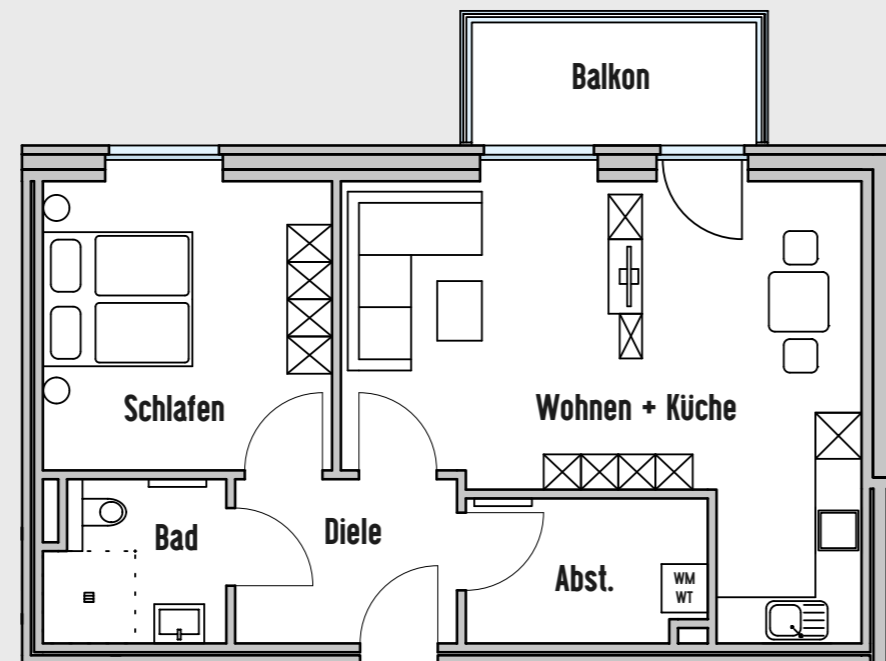 Balkon
Schlafen
Wohnen + Küche
Bad
Diele
Abst.
WM
WT